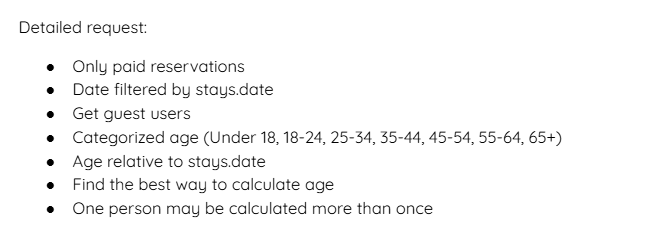 Detailed request:
● Only paid reservations
● Date filtered by stays.date
● Get guest users
● Categorized age (Under 18, 18-24, 25-34, 35-44, 45-54, 55-64, 65+)
● Age relative to stays.date
● Find the best way to calculate age
● One person may be calculated more than once